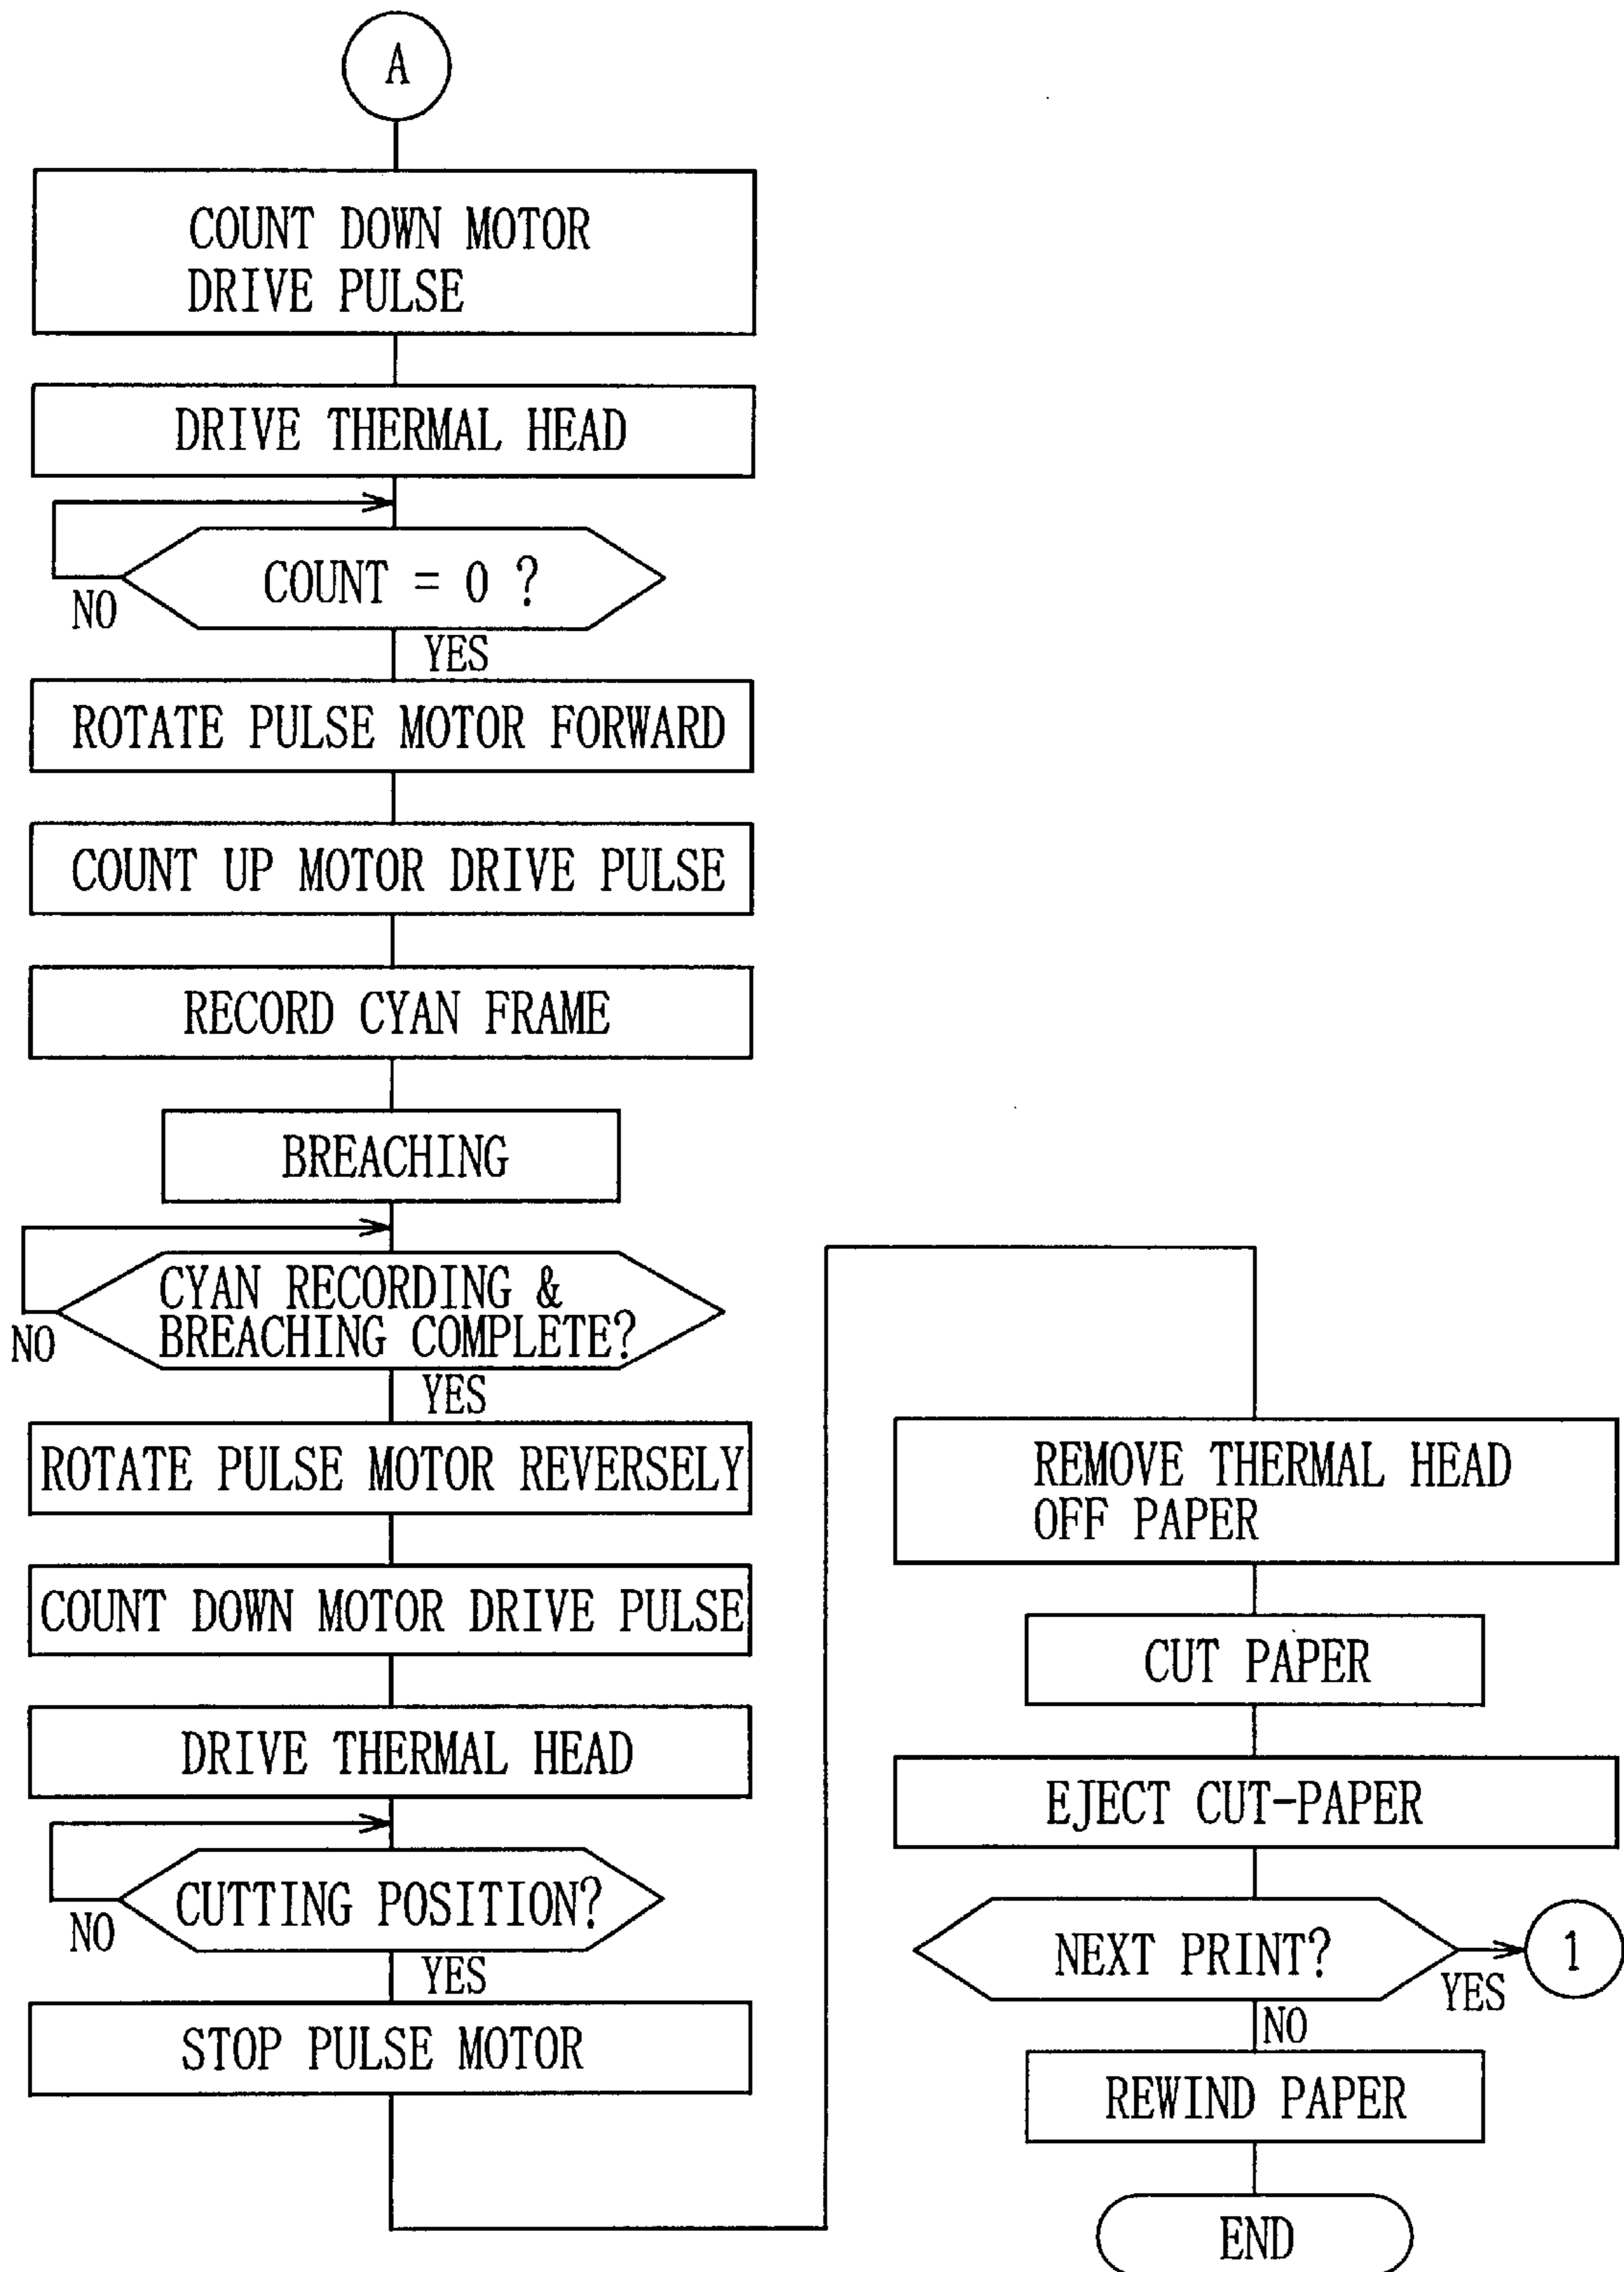 A
COUNT DOWN MOTOR
DRIVE PULSE
DRIVE THERMAL HEAD
COUNT = 0 ?
NO
YES
ROTATE PULSE MOTOR FORWARD
COUNT UP MOTOR DRIVE PULSE
RECORD CYAN FRAME
BREACHING
CYAN RECORDING &
BREACHING COMPLETE?
NO
YES
ROTATE PULSE MOTOR REVERSELY
COUNT DOWN MOTOR DRIVE PULSE
DRIVE THERMAL HEAD
CUTTING POSITION?
NO
YES
STOP PULSE MOTOR
REMOVE THERMAL HEAD
OFF PAPER
CUT PAPER
EJECT CUT-PAPER
NEXT PRINT?
YES
1
NO
REWIND PAPER
END